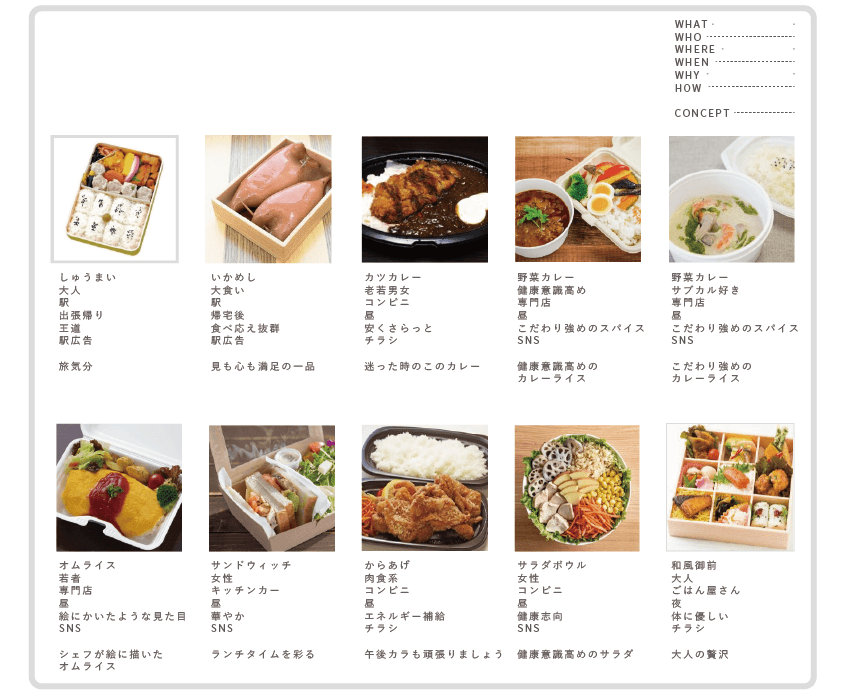 WHAT
WHO
WHERE
WHEN
WHY
HOW
CONCEPT
しゅうまい
大人
駅
出張帰り
王道
駅広告
旅気分
いかめし
大食い
駅
帰宅後
食べ応え抜群
駅広告
見も心も満足の一品
カツカレー
老若男女
コンビニ
昼
安くさらっと
チラシ
迷った時のこのカレー
野菜カレー
健康意識高め
専門店
昼
こだわり強めのスパイス
SNS
健康意識高めの
カレーライス
野菜カレー
サブカル好き
専門店
昼
こだわり強めのスパイス
SNS
こだわり強めの
カレーライス
オムライス
若者
専門店
昼
絵にかいたような見た目
SNS
シェフが絵に描いた
オムライス
サンドウィッチ
女性
キッチンカー
昼
華やか
SNS
ランチタイムを彩る
からあげ
肉食系
コンビニ
昼
エネルギー補給
チラシ
午後カラも頑張りましょう
サラダボウル
女性
コンビニ
昼
健康志向
SNS
健康意識高めのサラダ
和風御前
大人
ごはん屋さん
夜
体に優しい
チラシ
大人の贅沢